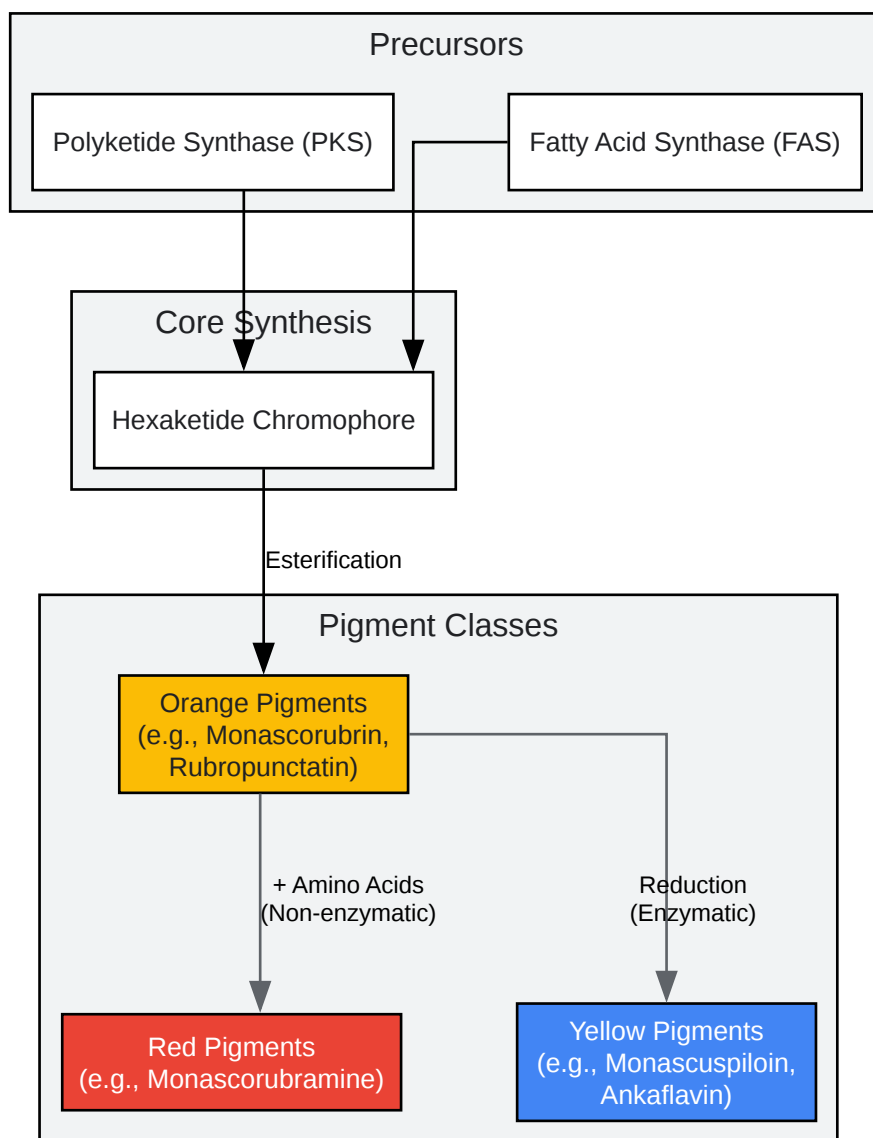 Precursors
Polyketide Synthase (PKS)
Fatty Acid Synthase (FAS)
Core Synthesis
Hexaketide Chromophore
Esterification
Pigment Classes
Orange Pigments
(e.g., Monascorubrin,
Rubropunctatin)
+ Amino Acids
(Non-enzymatic)
Reduction
(Enzymatic)
Red Pigments
(e.g., Monascorubramine)
Yellow Pigments
(e.g., Monascuspiloin,
Ankaflavin)